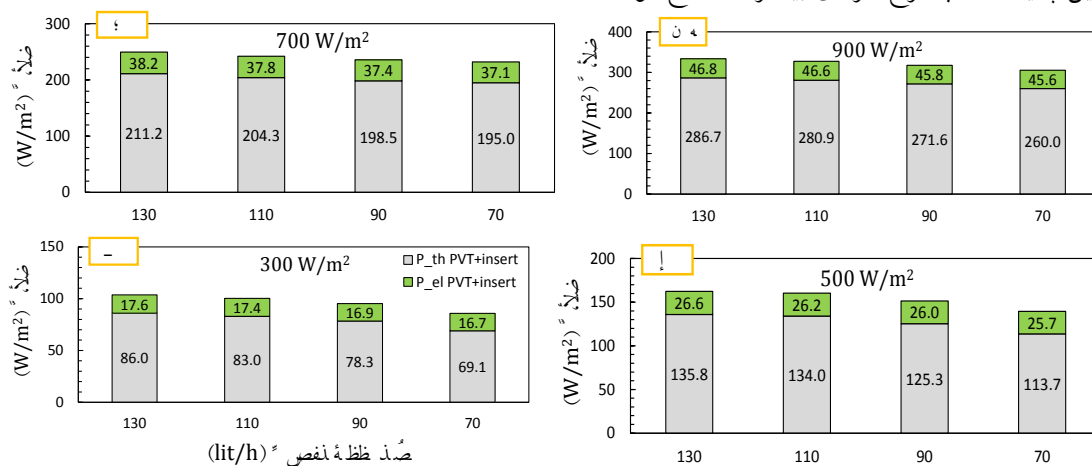 700 W/m²
300
200
100
0
(W/m²)
38.2 37.8 37.4 37.1
211.2 204.3 198.5 195.0
130 110 90 70
900 W/m²
400
300
200
100
0
(W/m²)
46.8 46.6 45.8 45.6
286.7 280.9 271.6 260.0
130 110 90 70
300 W/m²
150
100
50
0
(W/m²)
P_th PVT+insert
P_el PVT+insert
17.6 17.4 16.9 16.7
86.0 83.0 78.3 69.1
130 110 90 70
(lit/h)
500 W/m²
200
150
100
50
0
(W/m²)
26.6 26.2 26.0 25.7
135.8 134.0 125.3 113.7
130 110 90 70